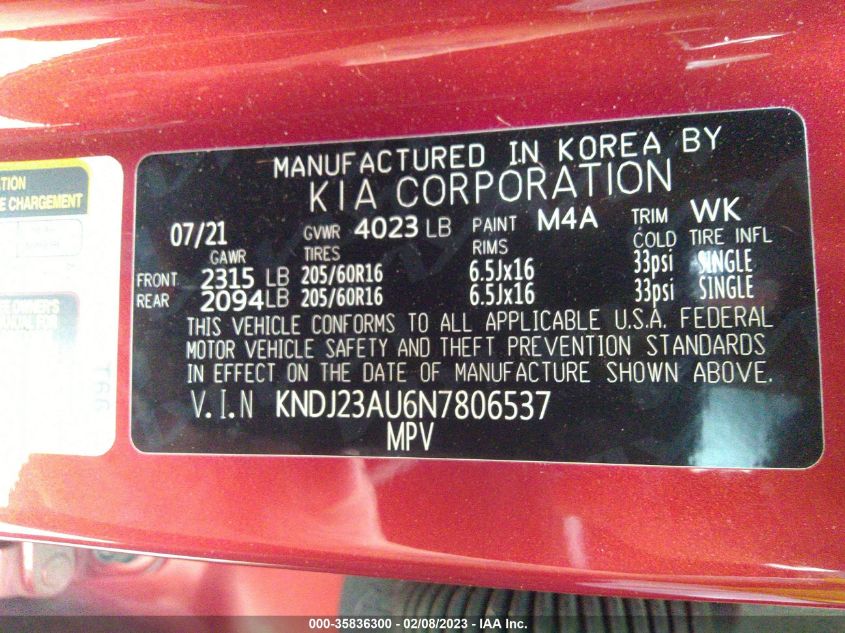 MANUFACTURED IN KOREA BY
KIA CORPORATION
07/21 GVWR 4023 LB PAINT M4A TRIM WK
GAWR TIRES RIMS COLD TIRE INFL
FRONT 2315 LB 205/60R16 6.5Jx16 33psi SINGLE
REAR 2094 LB 205/60R16 6.5Jx16 33psi SINGLE
THIS VEHICLE CONFORMS TO ALL APPLICABLE U.S.A. FEDERAL
MOTOR VEHICLE SAFETY AND THEFT PREVENTION STANDARDS
IN EFFECT ON THE DATE OF MANUFACTURE SHOWN ABOVE.
V.I.N KNDJ23AU6N7806537
MPV
CHARGEMENT
000-35836300 - 02/08/2023 - IAA Inc.